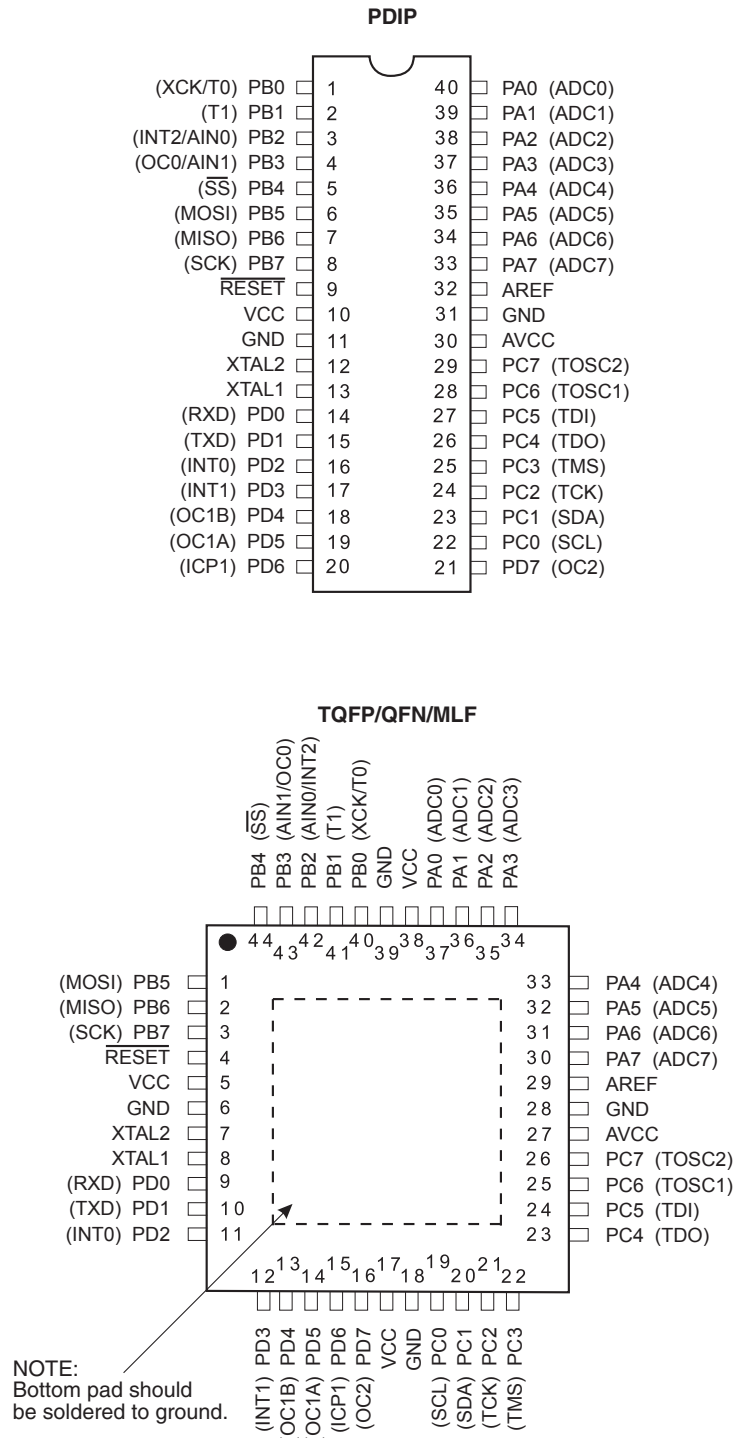 PDIP
(XCK/T0) PB0 1 40 PA0 (ADC0)
(T1) PB1 2 39 PA1 (ADC1)
(INT2/AIN0) PB2 3 38 PA2 (ADC2)
(OC0/AIN1) PB3 4 37 PA3 (ADC3)
(S̅S̅) PB4 5 36 PA4 (ADC4)
(MOSI) PB5 6 35 PA5 (ADC5)
(MISO) PB6 7 34 PA6 (ADC6)
(SCK) PB7 8 33 PA7 (ADC7)
R̅E̅S̅E̅T̅ 9 32 AREF
VCC 10 31 GND
GND 11 30 AVCC
XTAL2 12 29 PC7 (TOSC2)
XTAL1 13 28 PC6 (TOSC1)
(RXD) PD0 14 27 PC5 (TDI)
(TXD) PD1 15 26 PC4 (TDO)
(INT0) PD2 16 25 PC3 (TMS)
(INT1) PD3 17 24 PC2 (TCK)
(OC1B) PD4 18 23 PC1 (SDA)
(OC1A) PD5 19 22 PC0 (SCL)
(ICP1) PD6 20 21 PD7 (OC2)
TQFP/QFN/MLF
PB4 (S̅S̅)
PB3 (AIN1/OC0)
PB2 (AIN0/INT2)
PB1 (T1)
PB0 (XCK/T0)
GND
VCC
PA0 (ADC0)
PA1 (ADC1)
PA2 (ADC2)
PA3 (ADC3)
44 43 42 41 40 39 38 37 36 35 34
(MOSI) PB5 1 33 PA4 (ADC4)
(MISO) PB6 2 32 PA5 (ADC5)
(SCK) PB7 3 31 PA6 (ADC6)
R̅E̅S̅E̅T̅ 4 30 PA7 (ADC7)
VCC 5 29 AREF
GND 6 28 GND
XTAL2 7 27 AVCC
XTAL1 8 26 PC7 (TOSC2)
(RXD) PD0 9 25 PC6 (TOSC1)
(TXD) PD1 10 24 PC5 (TDI)
(INT0) PD2 11 23 PC4 (TDO)
12 13 14 15 16 17 18 19 20 21 22
(INT1) PD3
OC1B) PD4
OC1A) PD5
(ICP1) PD6
(OC2) PD7
VCC
GND
(SCL) PC0
(SDA) PC1
(TCK) PC2
(TMS) PC3
NOTE:
Bottom pad should
be soldered to ground.